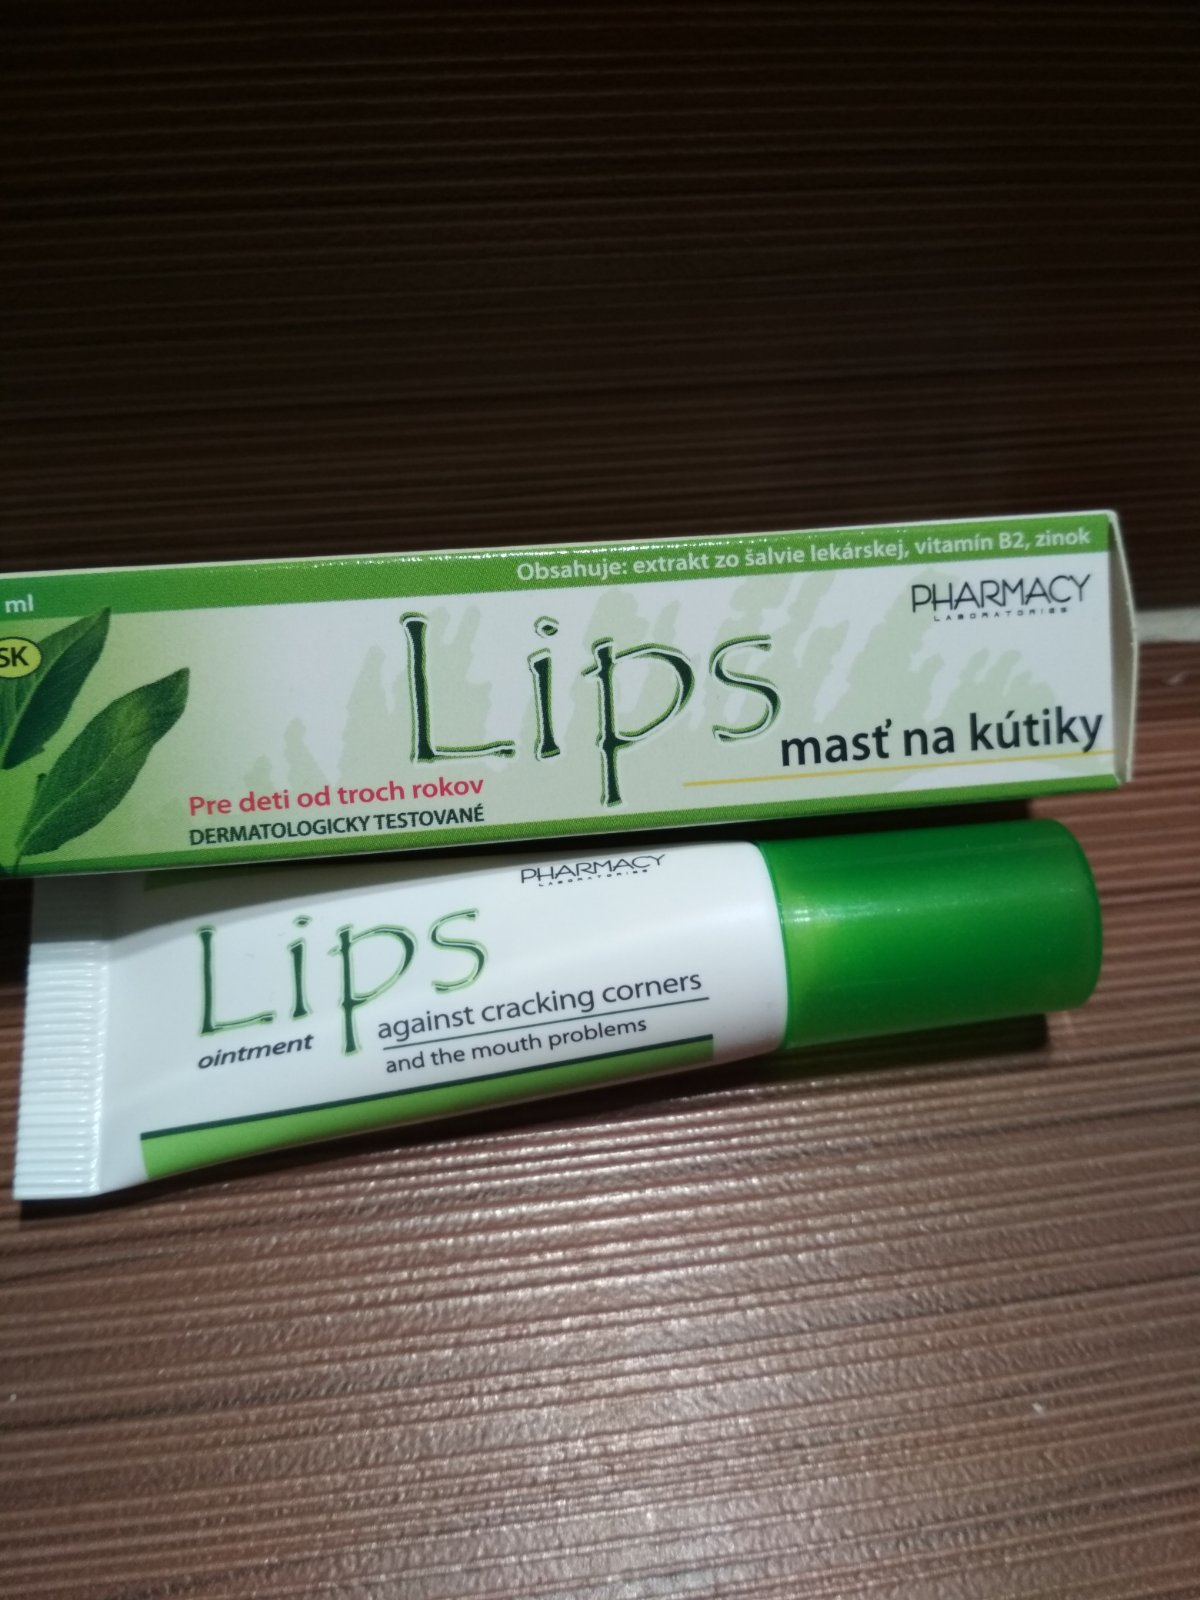 Obsahuje: extrakt zo šalvie lekárskej, vitamín B2, zinok
ml
SK
PHARMACY
LABORATORIES
Lips
masť na kútiky
Pre deti od troch rokov
DERMATOLOGICKY TESTOVANÉ
PHARMACY
LABORATORIES
Lips
ointment
against cracking corners
and the mouth problems